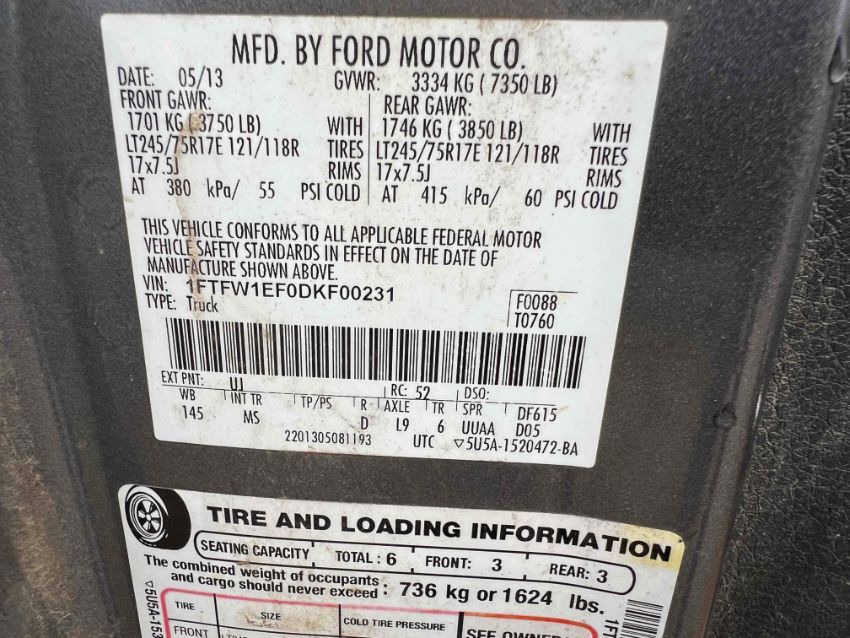 MFD. BY FORD MOTOR CO.
DATE: 05/13 GVWR: 3334 KG ( 7350 LB)
FRONT GAWR: REAR GAWR:
1701 KG ( 3750 LB) WITH 1746 KG ( 3850 LB) WITH
LT245/75R17E 121/118R TIRES LT245/75R17E 121/118R TIRES
17x7.5J RIMS 17x7.5J RIMS
AT 380 kPa/ 55 PSI COLD AT 415 kPa/ 60 PSI COLD
THIS VEHICLE CONFORMS TO ALL APPLICABLE FEDERAL MOTOR
VEHICLE SAFETY STANDARDS IN EFFECT ON THE DATE OF
MANUFACTURE SHOWN ABOVE.
VIN: 1FTFW1EF0DKF00231 F0088
TYPE: Truck T0760
EXT PNT: UJ RC: 52 DSO:
WB INT TR TP/PS R AXLE TR SPR DF615
145 MS D L9 6 UUAA D05
2201305081193 UTC ▽5U5A-1520472-BA
TIRE AND LOADING INFORMATION
SEATING CAPACITY TOTAL: 6 FRONT: 3 REAR: 3
The combined weight of occupants
and cargo should never exceed: 736 kg or 1624 lbs.
TIRE SIZE COLD TIRE PRESSURE SEE OWNER
FRONT
▽5U5A-153
1FT